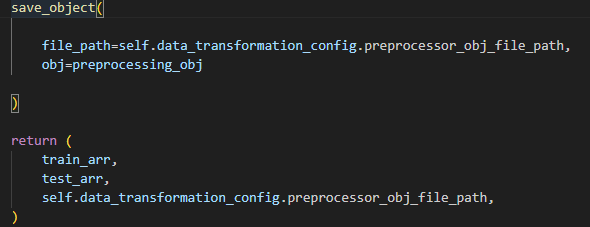 save_object(
file_path=self.data_transformation_config.preprocessor_obj_file_path,
obj=preprocessing_obj
)
return (
train_arr,
test_arr,
self.data_transformation_config.preprocessor_obj_file_path,
)